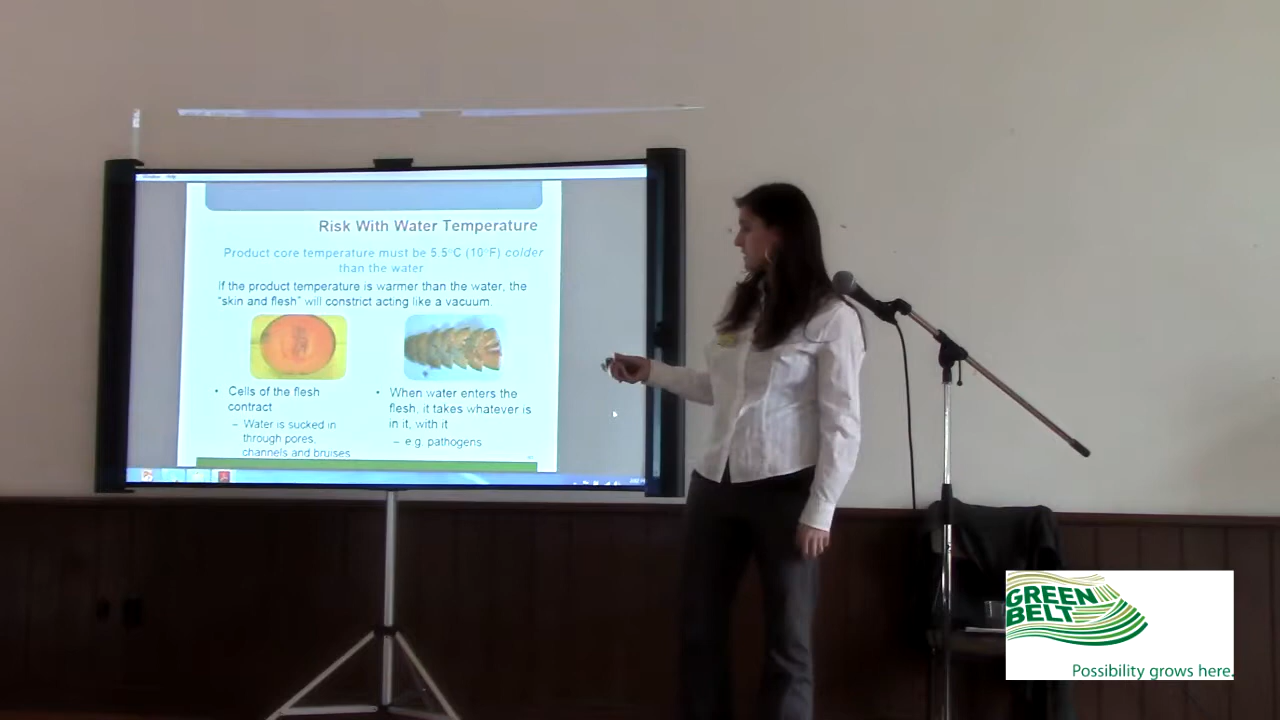 Window Help
Risk With Water Temperature
Product core temperature must be 5.5°C (10°F) colder
than the water
If the product temperature is warmer than the water, the
"skin and flesh" will constrict acting like a vacuum.
• Cells of the flesh
contract
– Water is sucked in
through pores,
channels and bruises
• When water enters the
flesh, it takes whatever is
in it, with it
– e.g. pathogens
GREEN
BELT
Possibility grows here.